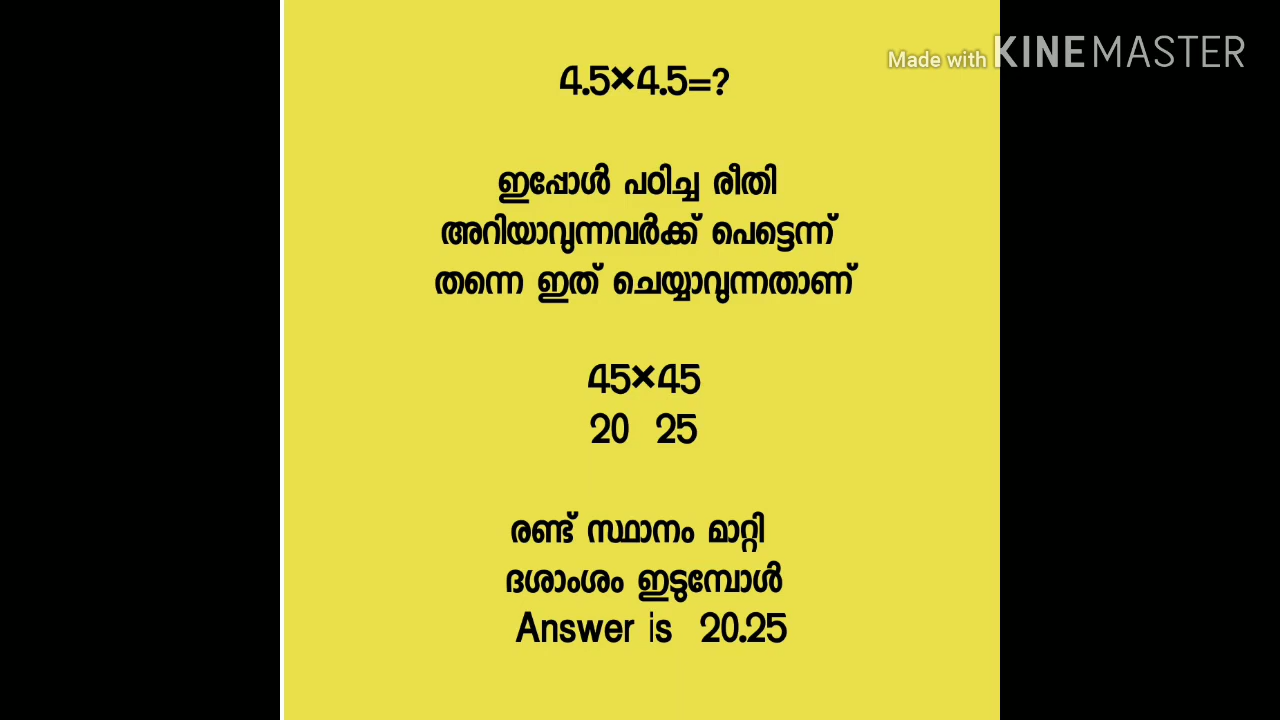 Made with KINEMASTER
4.5×4.5=?
ഇപ്പോൾ പഠിച്ച രീതി
അറിയാവുന്നവർക്ക് പെട്ടെന്ന്
തന്നെ ഇത് ചെയ്യാവുന്നതാണ്
45×45
20 25
രണ്ട് സ്ഥാനം മാറ്റി
ദശാംശം ഇടുമ്പോൾ
Answer is 20.25